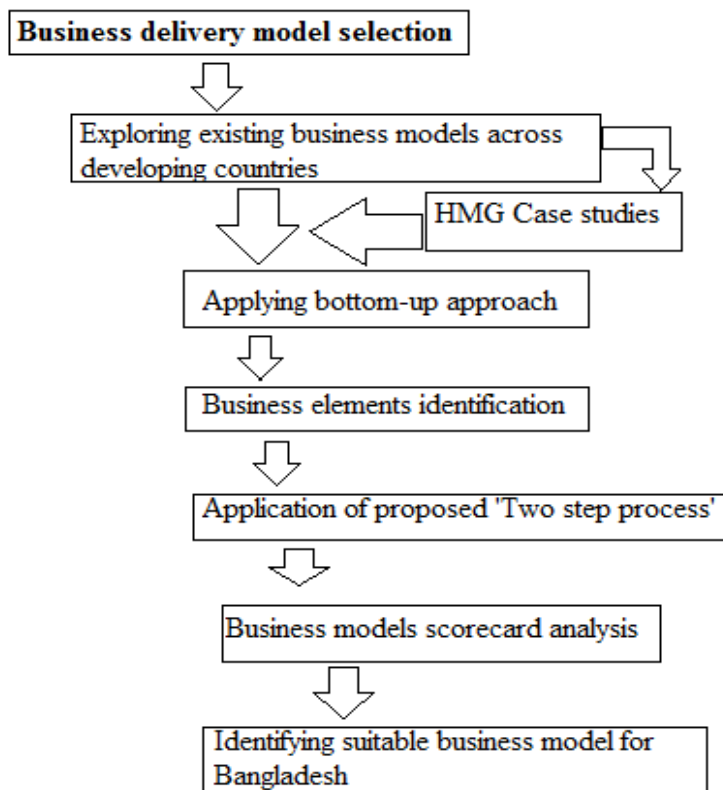 Business delivery model selection
Exploring existing business models across
developing countries
HMG Case studies
Applying bottom-up approach
Business elements identification
Application of proposed 'Two step process'
Business models scorecard analysis
Identifying suitable business model for
Bangladesh